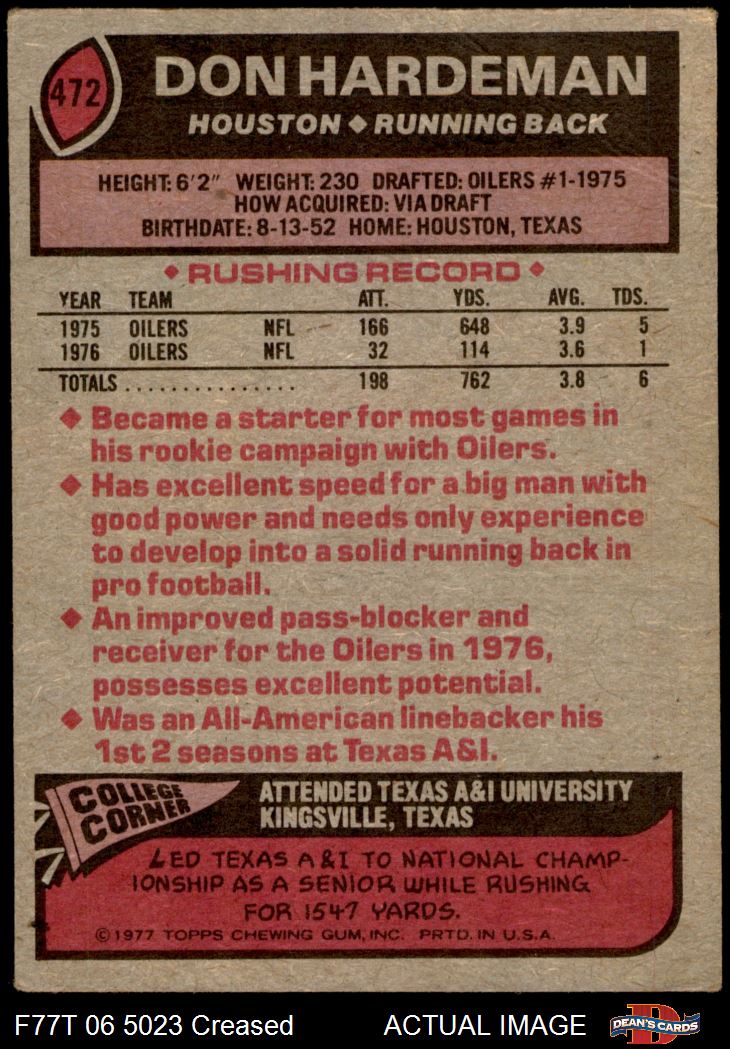 472
DON HARDEMAN
HOUSTON ◆ RUNNING BACK
HEIGHT: 6'2" WEIGHT: 230 DRAFTED: OILERS #1-1975
HOW ACQUIRED: VIA DRAFT
BIRTHDATE: 8-13-52 HOME: HOUSTON, TEXAS
◆ RUSHING RECORD ◆
YEAR TEAM ATT. YDS. AVG. TDS.
1975 OILERS NFL 166 648 3.9 5
1976 OILERS NFL 32 114 3.6 1
TOTALS ................ 198 762 3.8 6
◆ Became a starter for most games in
his rookie campaign with Oilers.
◆ Has excellent speed for a big man with
good power and needs only experience
to develop into a solid running back in
pro football.
◆ An improved pass-blocker and
receiver for the Oilers in 1976,
possesses excellent potential.
◆ Was an All-American linebacker his
1st 2 seasons at Texas A&I.
COLLEGE
CORNER
ATTENDED TEXAS A&I UNIVERSITY
KINGSVILLE, TEXAS
LED TEXAS A & I TO NATIONAL CHAMP-
IONSHIP AS A SENIOR WHILE RUSHING
FOR 1547 YARDS.
© 1977 TOPPS CHEWING GUM, INC. PRTD. IN U.S.A.
F77T 06 5023 Creased ACTUAL IMAGE
DEAN'S CARDS